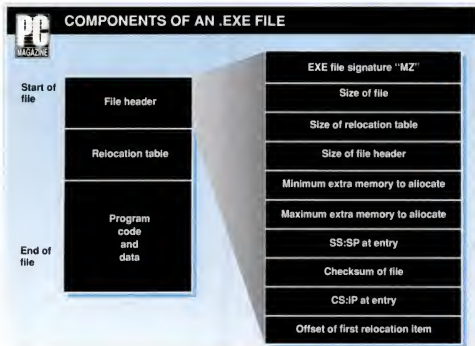 PC
MAGAZINE
COMPONENTS OF AN .EXE FILE
Start of
file
File header
Relocation table
Program
code
and
data
End of
file
EXE file signature "MZ"
Size of file
Size of relocation table
Size of file header
Minimum extra memory to allocate
Maximum extra memory to allocate
SS:SP at entry
Checksum of file
CS:IP at entry
Offset of first relocation item